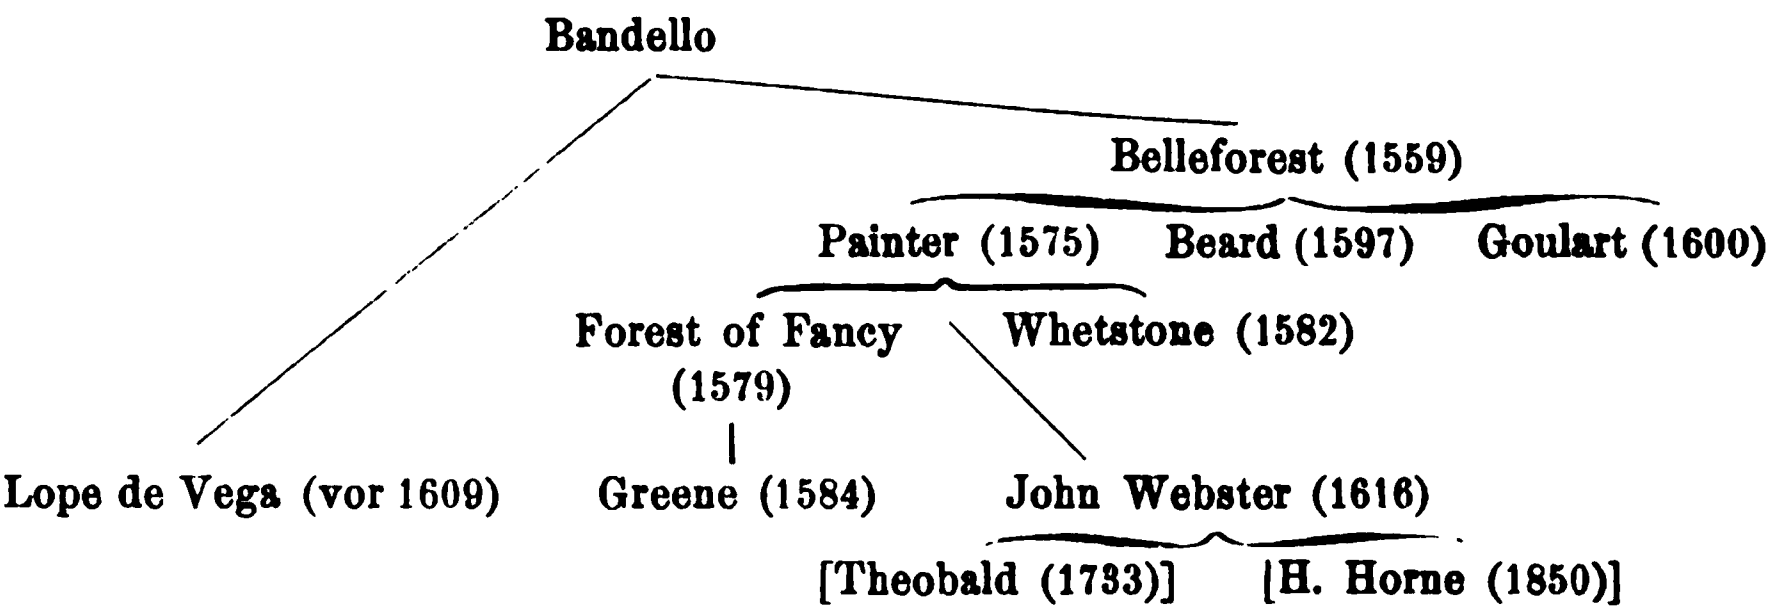 Bandello
Belleforest (1559)
Painter (1575) Beard (1597) Goulart (1600)
Forest of Fancy Whetstone (1582)
(1579)
Lope de Vega (vor 1609) Greene (1584) John Webster (1616)
[Theobald (1733)] [H. Horne (1850)]